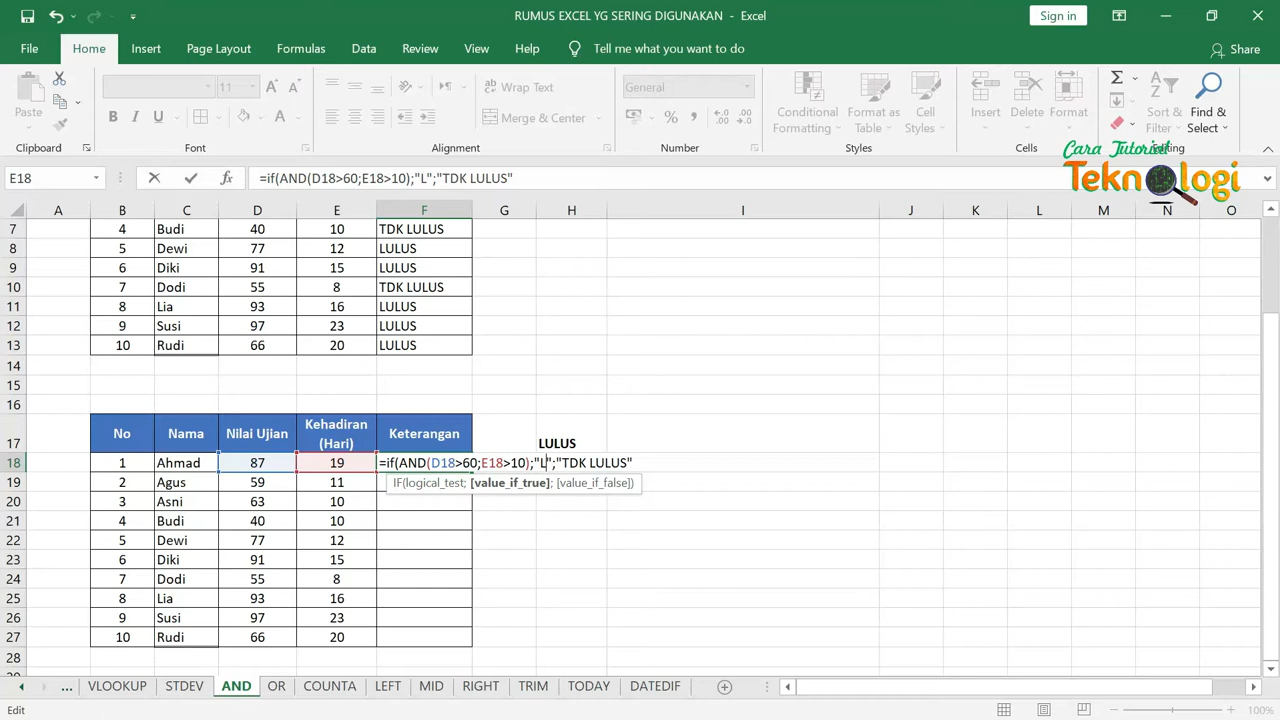 RUMUS EXCEL YG SERING DIGUNAKAN - Excel
Sign in
File Home Insert Page Layout Formulas Data Review View Help Tell me what you want to do Share
Paste
Clipboard
11
B I U
Font
Wrap Text
Merge & Center
Alignment
General
Number
Conditional Formatting
Format as Table
Cell Styles
Styles
Insert Delete Format
Cells
Sort & Filter
Find & Select
Editing
Cara Tutorial
Teknologi
E18 fx =if(AND(D18>60;E18>10);"L";"TDK LULUS"
A B C D E F G H I J K L M N O
7 4 Budi 40 10 TDK LULUS
8 5 Dewi 77 12 LULUS
9 6 Diki 91 15 LULUS
10 7 Dodi 55 8 TDK LULUS
11 8 Lia 93 16 LULUS
12 9 Susi 97 23 LULUS
13 10 Rudi 66 20 LULUS
14
15
16
17 No Nama Nilai Ujian Kehadiran (Hari) Keterangan LULUS
18 1 Ahmad 87 19 =if(AND(D18>60;E18>10);"L";"TDK LULUS"
IF(logical_test; [value_if_true]; [value_if_false])
19 2 Agus 59 11
20 3 Asni 63 10
21 4 Budi 40 10
22 5 Dewi 77 12
23 6 Diki 91 15
24 7 Dodi 55 8
25 8 Lia 93 16
26 9 Susi 97 23
27 10 Rudi 66 20
28
... VLOOKUP STDEV AND OR COUNTA LEFT MID RIGHT TRIM TODAY DATEDIF
Edit
100%